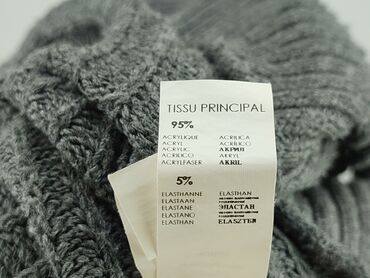 TISSU PRINCIPAL
95%
ACRYLIQUE ACRILICA
ACRYL ACRÍLICO
ACRYLIC АКРИЛ
ACRILICO AKRYL
ACRYLFASER AKRIL
5%
ELASTHANNE ELASTHAN
ELASTAAN
ELASTANE ЭЛАСТАН
ELASTANO
ELASTHAN ELASZTEN